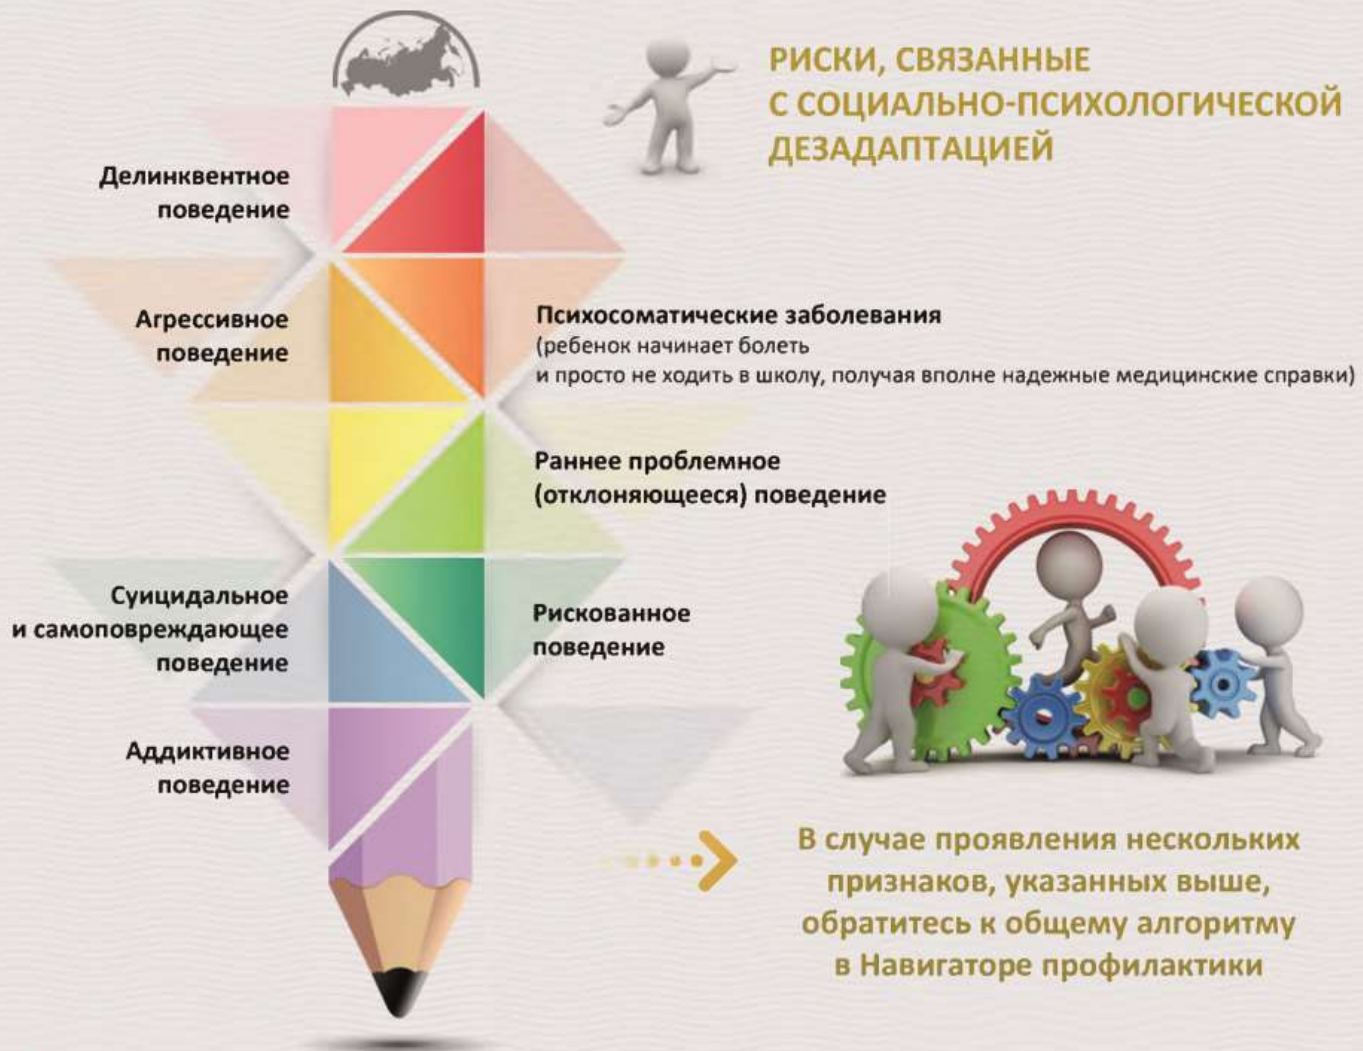 РИСКИ, СВЯЗАННЫЕ
С СОЦИАЛЬНО-ПСИХОЛОГИЧЕСКОЙ
ДЕЗАДАПТАЦИЕЙ
Делинквентное
поведение
Агрессивное
поведение
Психосоматические заболевания
(ребенок начинает болеть
и просто не ходить в школу, получая вполне надежные медицинские справки)
Раннее проблемное
(отклоняющееся) поведение
Суицидальное
и самоповреждающее
поведение
Рискованное
поведение
Аддиктивное
поведение
В случае проявления нескольких
признаков, указанных выше,
обратитесь к общему алгоритму
в Навигаторе профилактики